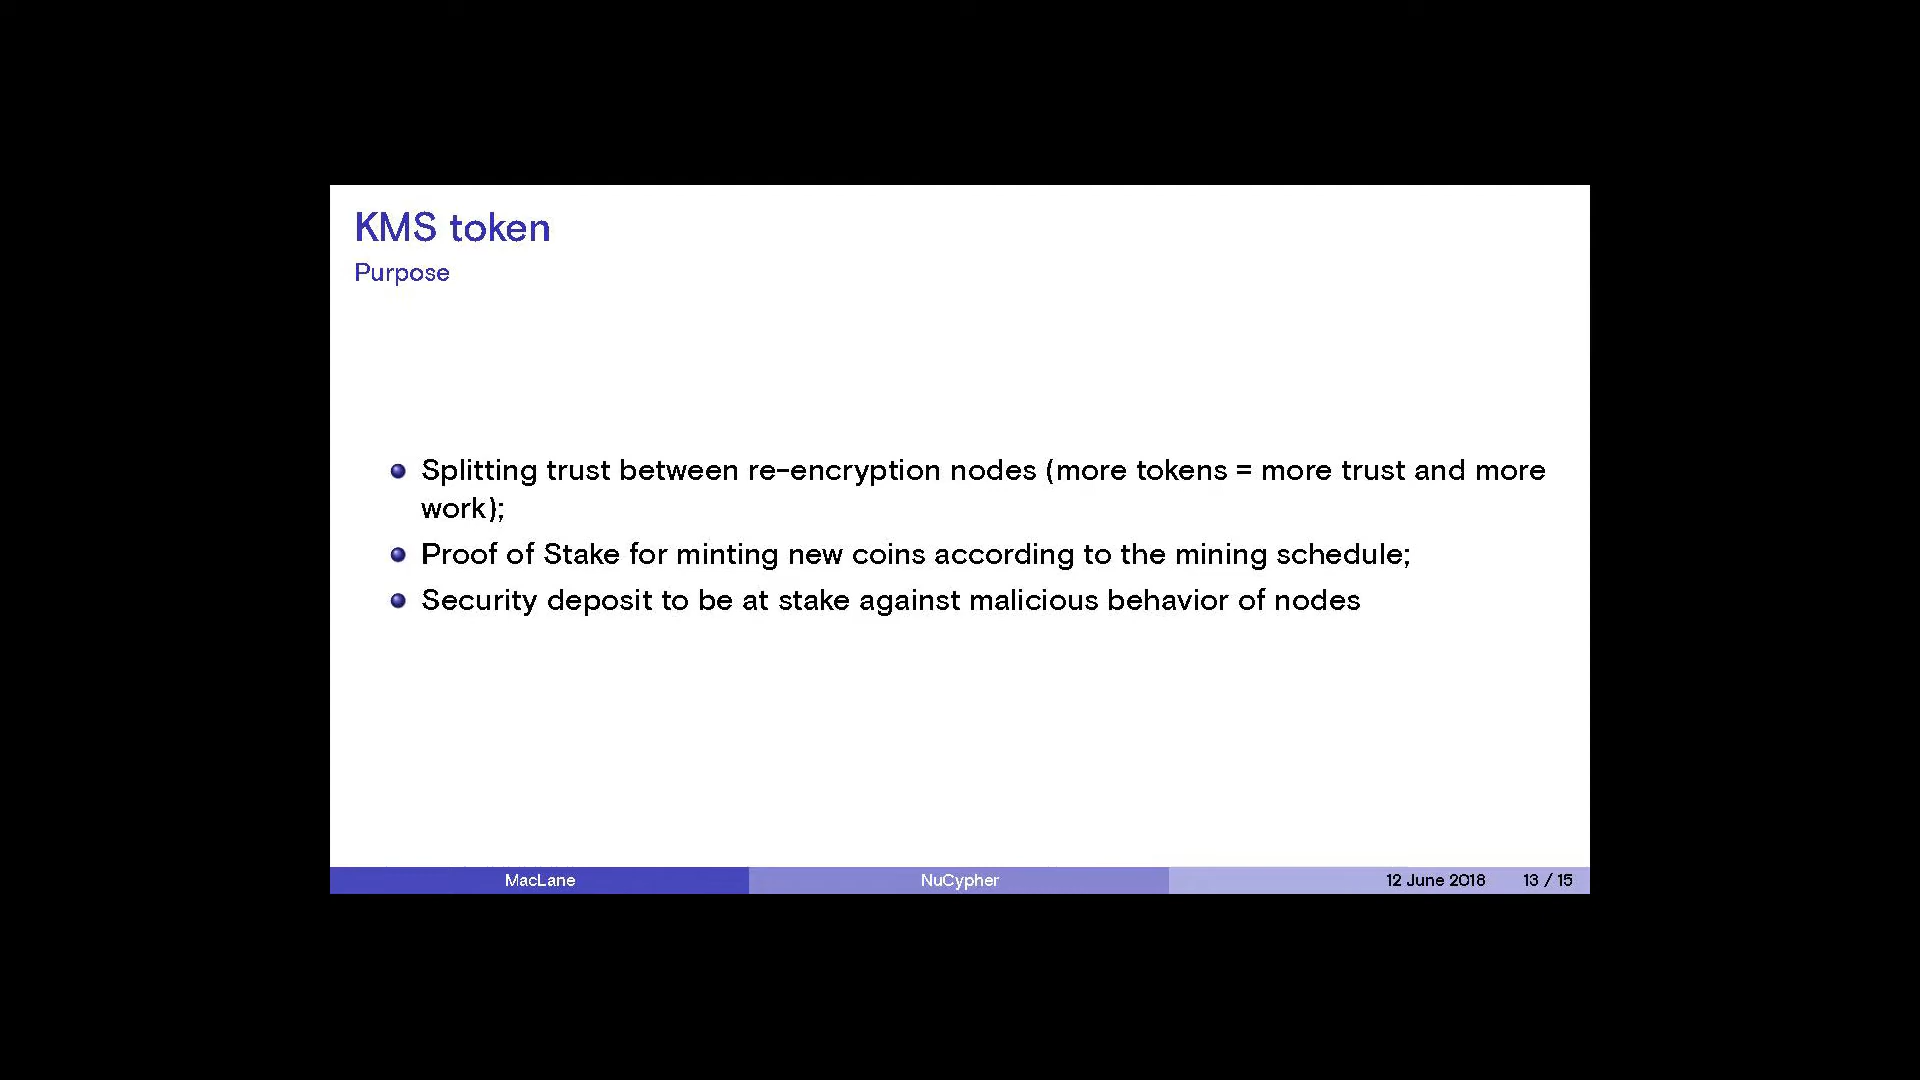 KMS token
Purpose
Splitting trust between re-encryption nodes (more tokens = more trust and more
work);
Proof of Stake for minting new coins according to the mining schedule;
Security deposit to be at stake against malicious behavior of nodes
MacLane NuCypher 12 June 2018 13 / 15